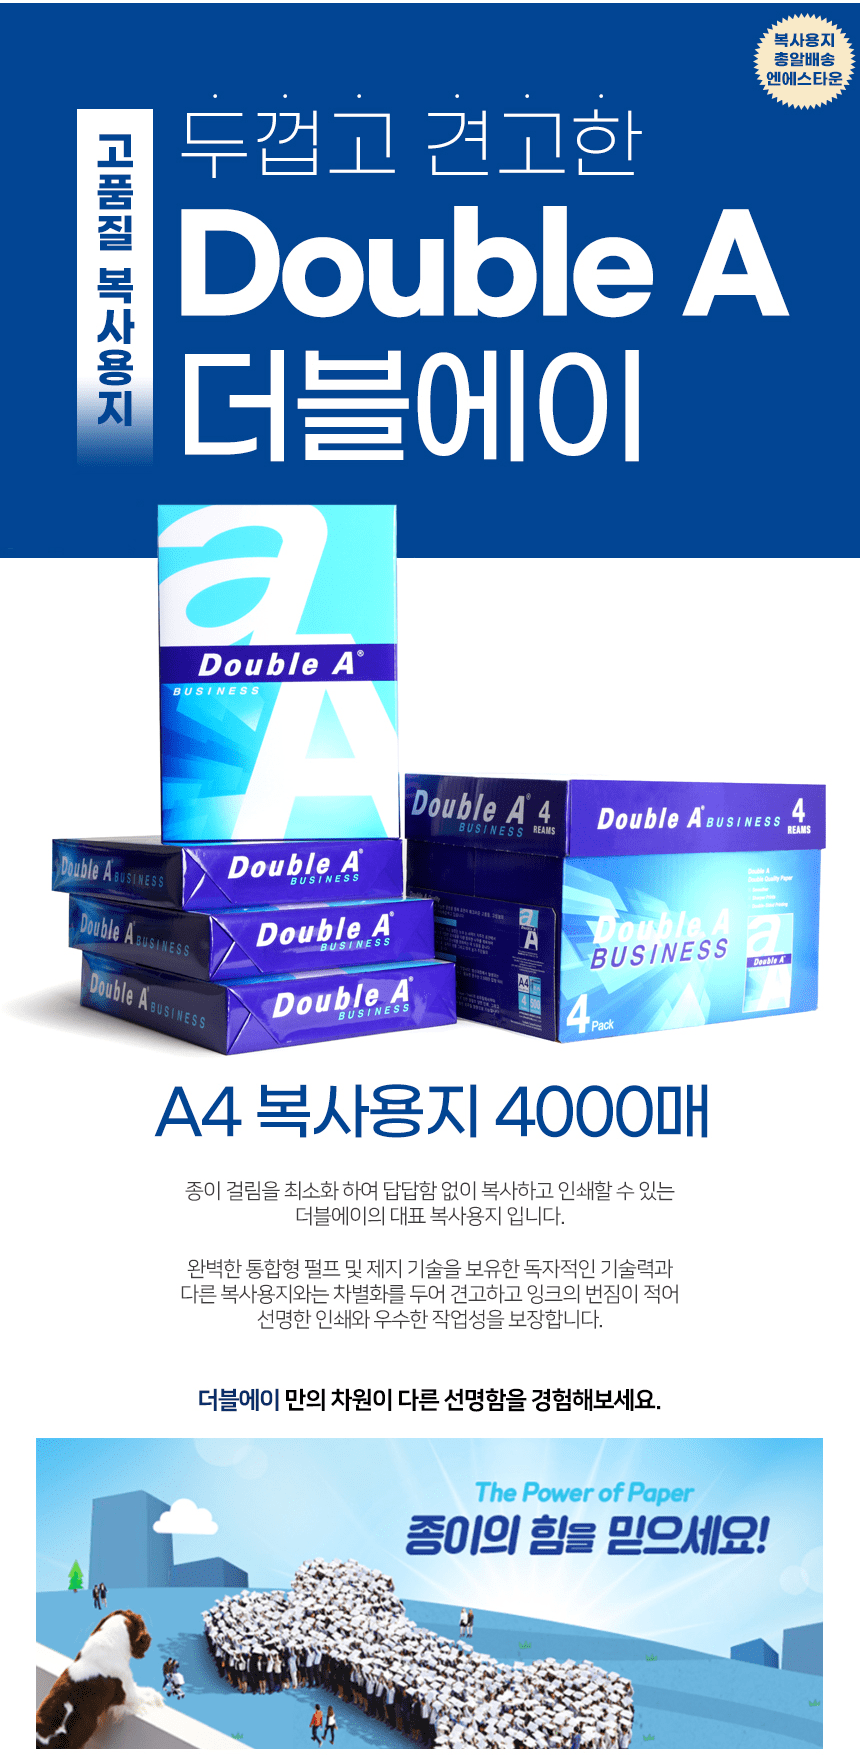 복사용지
총알배송
엔에스타운
두껍고 견고한
고품질 복사용지
Double A
더블에이
a
A
Double A®
BUSINESS
Double A BUSINESS
Double A®
BUSINESS
Double A BUSINESS
Double A®
BUSINESS
Double A BUSINESS
Double A®
BUSINESS
Double A®
BUSINESS
4
REAMS
Double A® BUSINESS
4
REAMS
Double A
Double Quality Paper
Double A
BUSINESS
Double A
4 Pack
A4
A4 복사용지 4000매
종이 걸림을 최소화 하여 답답함 없이 복사하고 인쇄할 수 있는
더블에이의 대표 복사용지 입니다.
완벽한 통합형 펄프 및 제지 기술을 보유한 독자적인 기술력과
다른 복사용지와는 차별화를 두어 견고하고 잉크의 번짐이 적어
선명한 인쇄와 우수한 작업성을 보장합니다.
더블에이 만의 차원이 다른 선명함을 경험해보세요.
The Power of Paper
종이의 힘을 믿으세요!